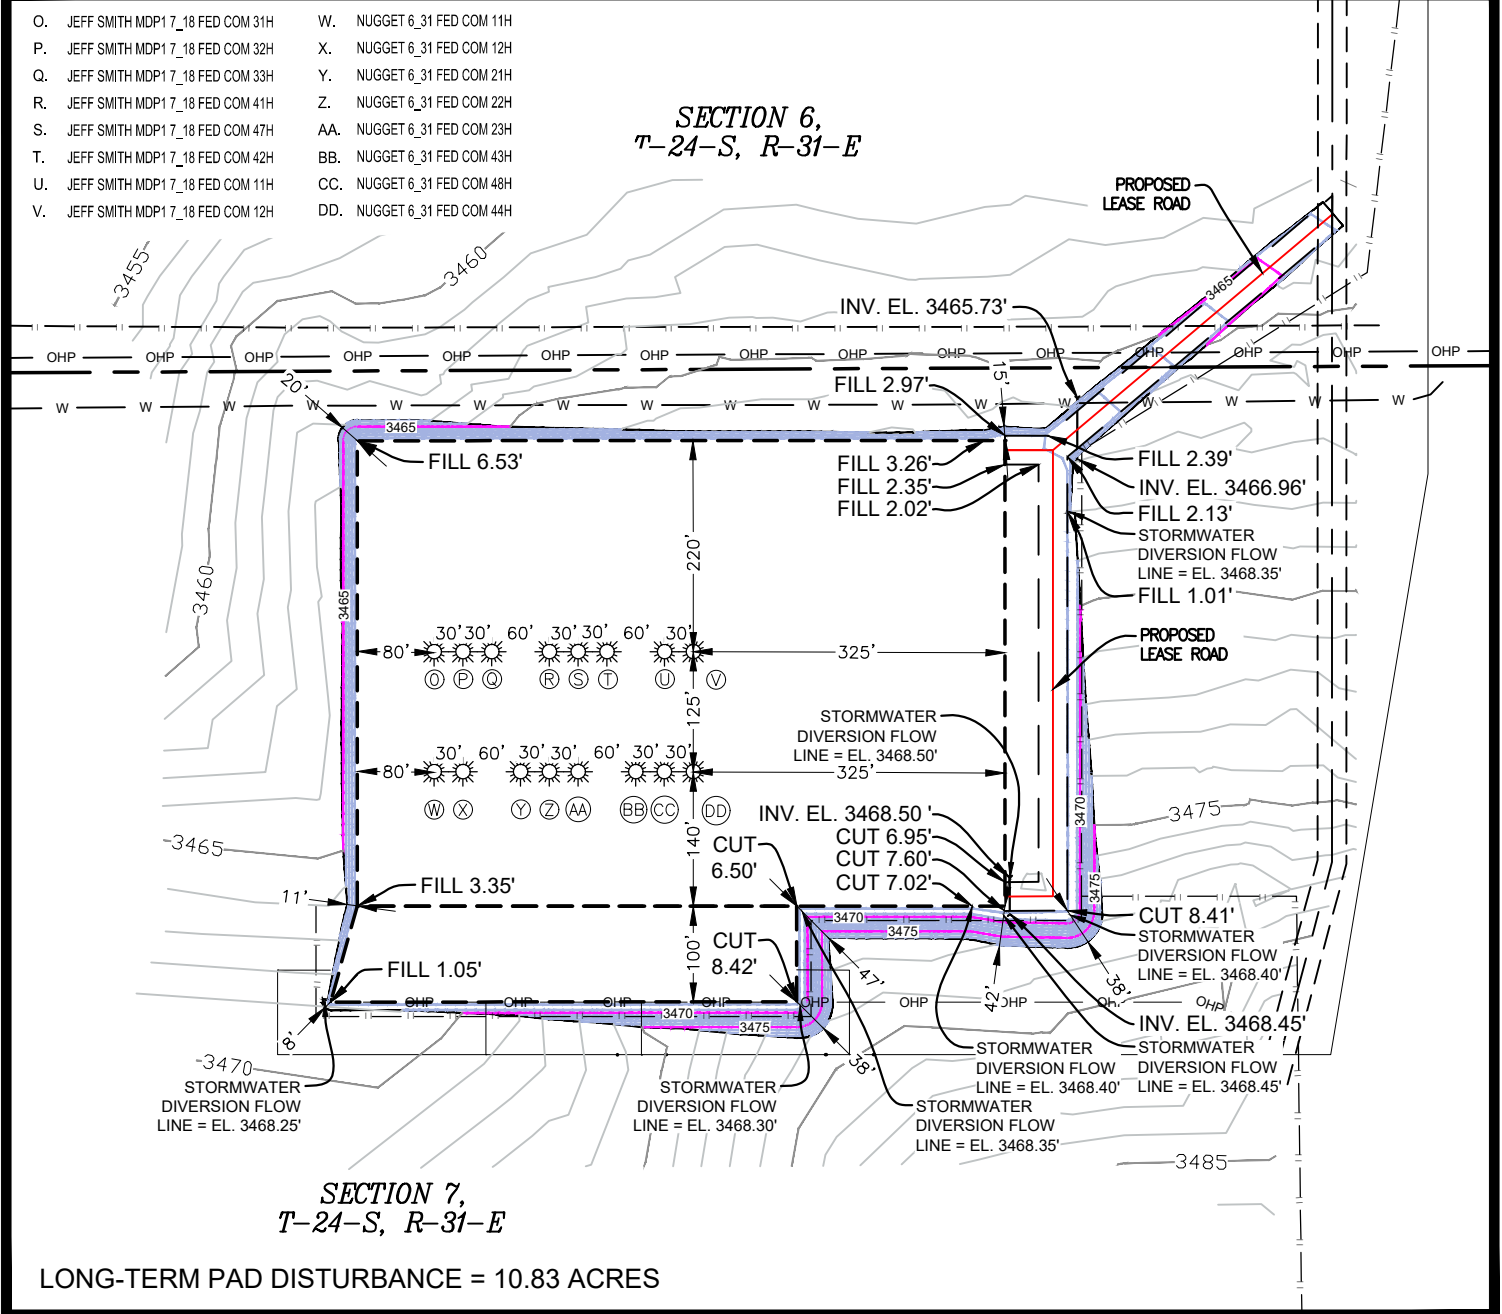 O. JEFF SMITH MDP1 7_18 FED COM 31H
P. JEFF SMITH MDP1 7_18 FED COM 32H
Q. JEFF SMITH MDP1 7_18 FED COM 33H
R. JEFF SMITH MDP1 7_18 FED COM 41H
S. JEFF SMITH MDP1 7_18 FED COM 47H
T. JEFF SMITH MDP1 7_18 FED COM 42H
U. JEFF SMITH MDP1 7_18 FED COM 11H
V. JEFF SMITH MDP1 7_18 FED COM 12H
W. NUGGET 6_31 FED COM 11H
X. NUGGET 6_31 FED COM 12H
Y. NUGGET 6_31 FED COM 21H
Z. NUGGET 6_31 FED COM 22H
AA. NUGGET 6_31 FED COM 23H
BB. NUGGET 6_31 FED COM 43H
CC. NUGGET 6_31 FED COM 48H
DD. NUGGET 6_31 FED COM 44H
SECTION 6,
T-24-S, R-31-E
PROPOSED
LEASE ROAD
3455
3460
3465
INV. EL. 3465.73'
OHP OHP OHP OHP OHP OHP OHP OHP OHP OHP OHP OHP OHP OHP OHP
W W W W W W W W W W W W W W W W W
20'
15'
FILL 2.97'
3465
FILL 6.53'
FILL 3.26'
FILL 2.35'
FILL 2.02'
FILL 2.39'
INV. EL. 3466.96'
FILL 2.13'
STORMWATER
DIVERSION FLOW
LINE = EL. 3468.35'
FILL 1.01'
220'
3460
3465
PROPOSED
LEASE ROAD
80' 30' 30' 60' 30' 30' 60' 30' 325'
O P Q R S T U V
125'
STORMWATER
DIVERSION FLOW
LINE = EL. 3468.50'
80' 30' 60' 30' 30' 60' 30' 30' 325'
W X Y Z AA BB CC DD
140'
INV. EL. 3468.50 '
CUT 6.95'
CUT 7.60'
CUT 7.02'
CUT
6.50'
3475
3470
3475
3465
11'
FILL 3.35'
3470
3475
CUT 8.41'
STORMWATER
DIVERSION FLOW
LINE = EL. 3468.40'
100'
CUT
8.42'
FILL 1.05'
47'
42'
38'
OHP OHP OHP OHP OHP OHP OHP OH OHP
3470
3475
8'
38'
INV. EL. 3468.45'
STORMWATER
DIVERSION FLOW
LINE = EL. 3468.45'
STORMWATER
DIVERSION FLOW
LINE = EL. 3468.40'
3470
STORMWATER
DIVERSION FLOW
LINE = EL. 3468.25'
STORMWATER
DIVERSION FLOW
LINE = EL. 3468.30'
STORMWATER
DIVERSION FLOW
LINE = EL. 3468.35'
3485
SECTION 7,
T-24-S, R-31-E
LONG-TERM PAD DISTURBANCE = 10.83 ACRES